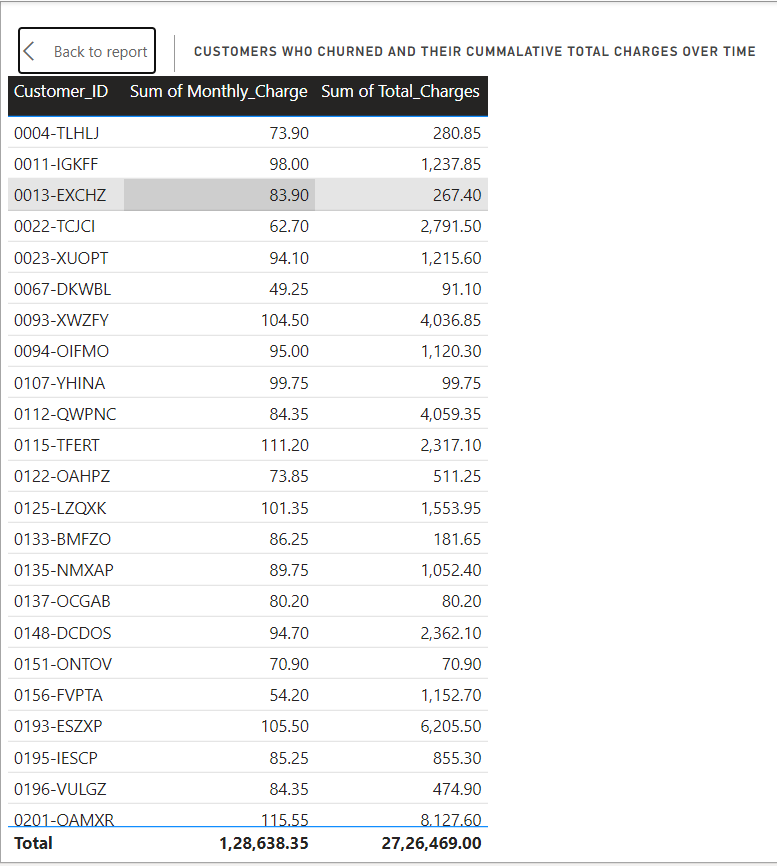 Back to report
CUSTOMERS WHO CHURNED AND THEIR CUMMALATIVE TOTAL CHARGES OVER TIME
Customer_ID Sum of Monthly_Charge Sum of Total_Charges
0004-TLHLJ 73.90 280.85
0011-IGKFF 98.00 1,237.85
0013-EXCHZ 83.90 267.40
0022-TCJCI 62.70 2,791.50
0023-XUOPT 94.10 1,215.60
0067-DKWBL 49.25 91.10
0093-XWZFY 104.50 4,036.85
0094-OIFMO 95.00 1,120.30
0107-YHINA 99.75 99.75
0112-QWPNC 84.35 4,059.35
0115-TFERT 111.20 2,317.10
0122-OAHPZ 73.85 511.25
0125-LZQXK 101.35 1,553.95
0133-BMFZO 86.25 181.65
0135-NMXAP 89.75 1,052.40
0137-OCGAB 80.20 80.20
0148-DCDOS 94.70 2,362.10
0151-ONTOV 70.90 70.90
0156-FVPTA 54.20 1,152.70
0193-ESZXP 105.50 6,205.50
0195-IESCP 85.25 855.30
0196-VULGZ 84.35 474.90
0201-OAMXR 115.55 8,127.60
Total 1,28,638.35 27,26,469.00